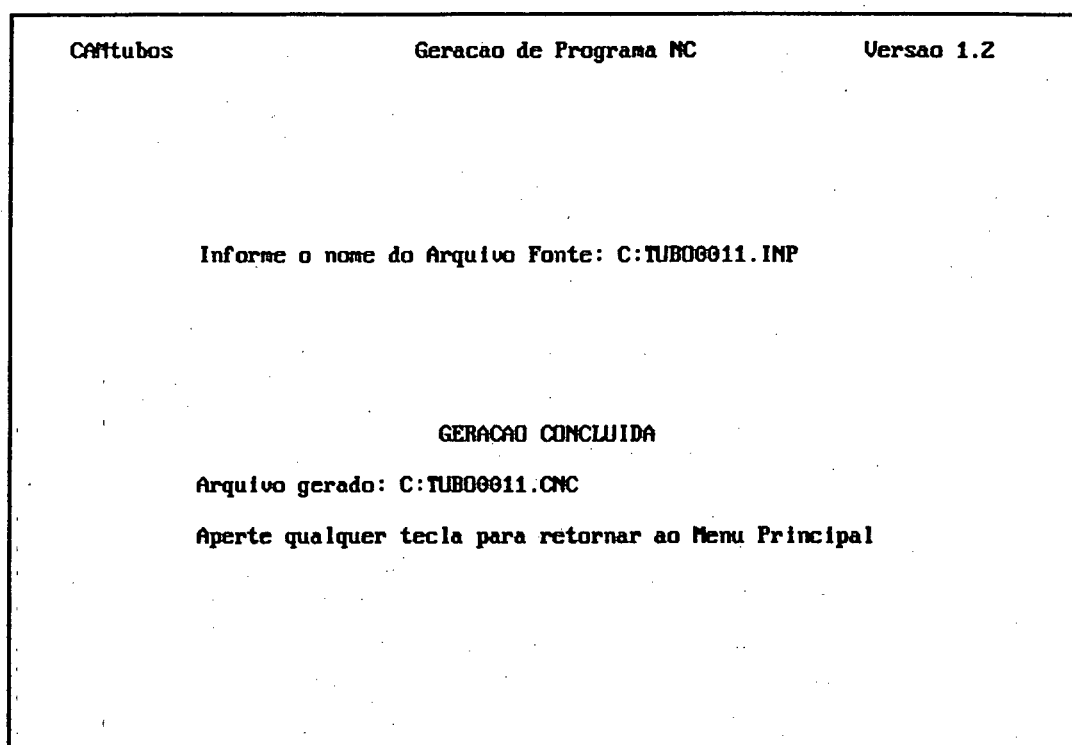 CAMtubos Geracao de Programa NC Versao 1.2
Informe o nome do Arquivo Fonte: C:TUBO0011.INP
GERACAO CONCLUIDA
Arquivo gerado: C:TUBO0011.CNC
Aperte qualquer tecla para retornar ao Menu Principal